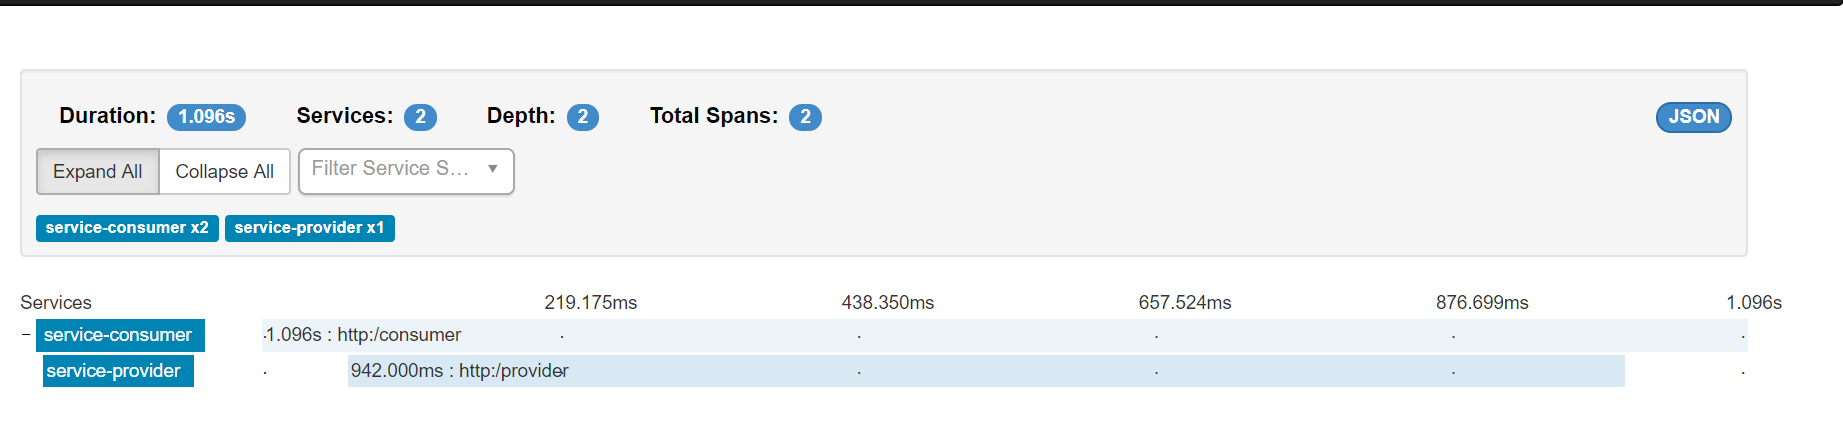 Duration: 1.096s Services: 2 Depth: 2 Total Spans: 2 JSON
Expand All Collapse All Filter Service S...
service-consumer x2 service-provider x1
Services 219.175ms 438.350ms 657.524ms 876.699ms 1.096s
− service-consumer 1.096s : http:/consumer
service-provider 942.000ms : http:/provider